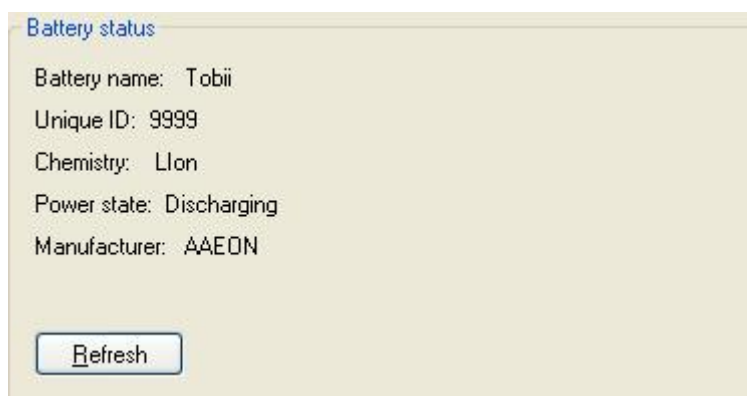 Battery status
Battery name: Tobii
Unique ID: 9999
Chemistry: LIon
Power state: Discharging
Manufacturer: AAEON
Refresh